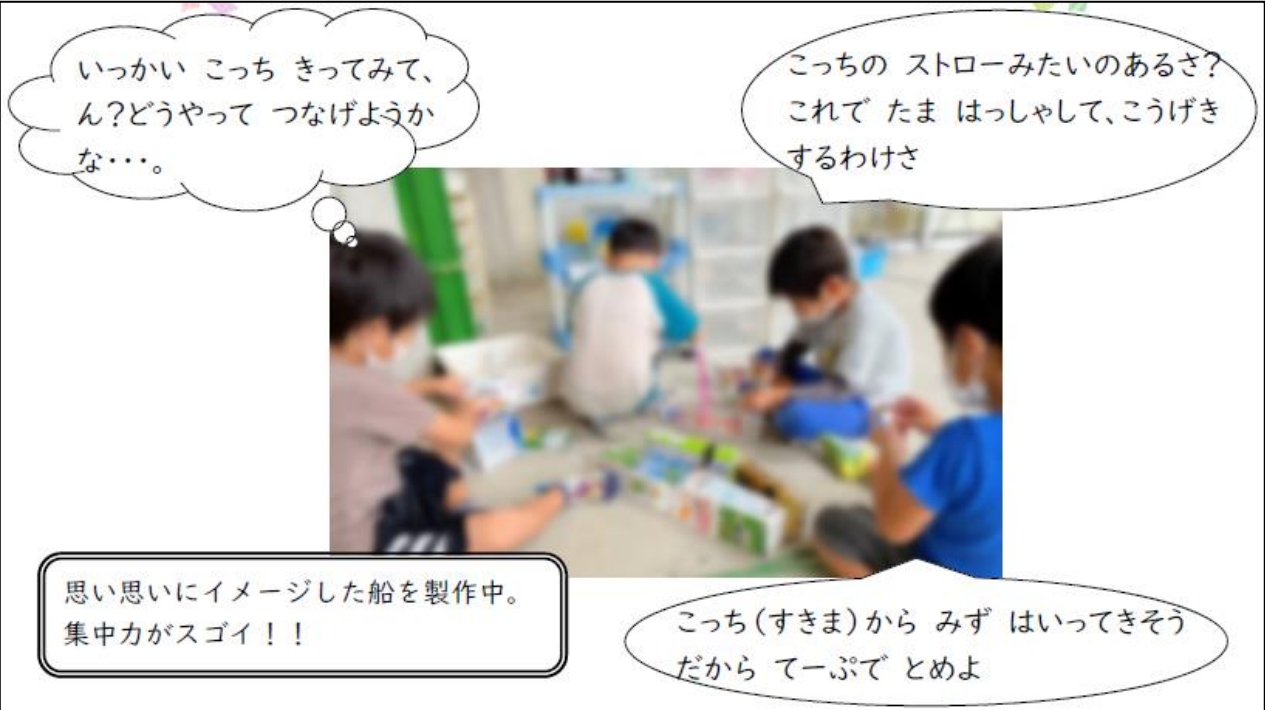 いっかい こっち きってみて、
ん?どうやって つなげようか
な・・・。
こっちの ストローみたいのあるさ?
これで たま はっしゃして、こうげき
するわけさ
思い思いにイメージした船を製作中。
集中力がスゴイ！！
こっち(すきま)から みず はいってきそう
だから てーぷで とめよ